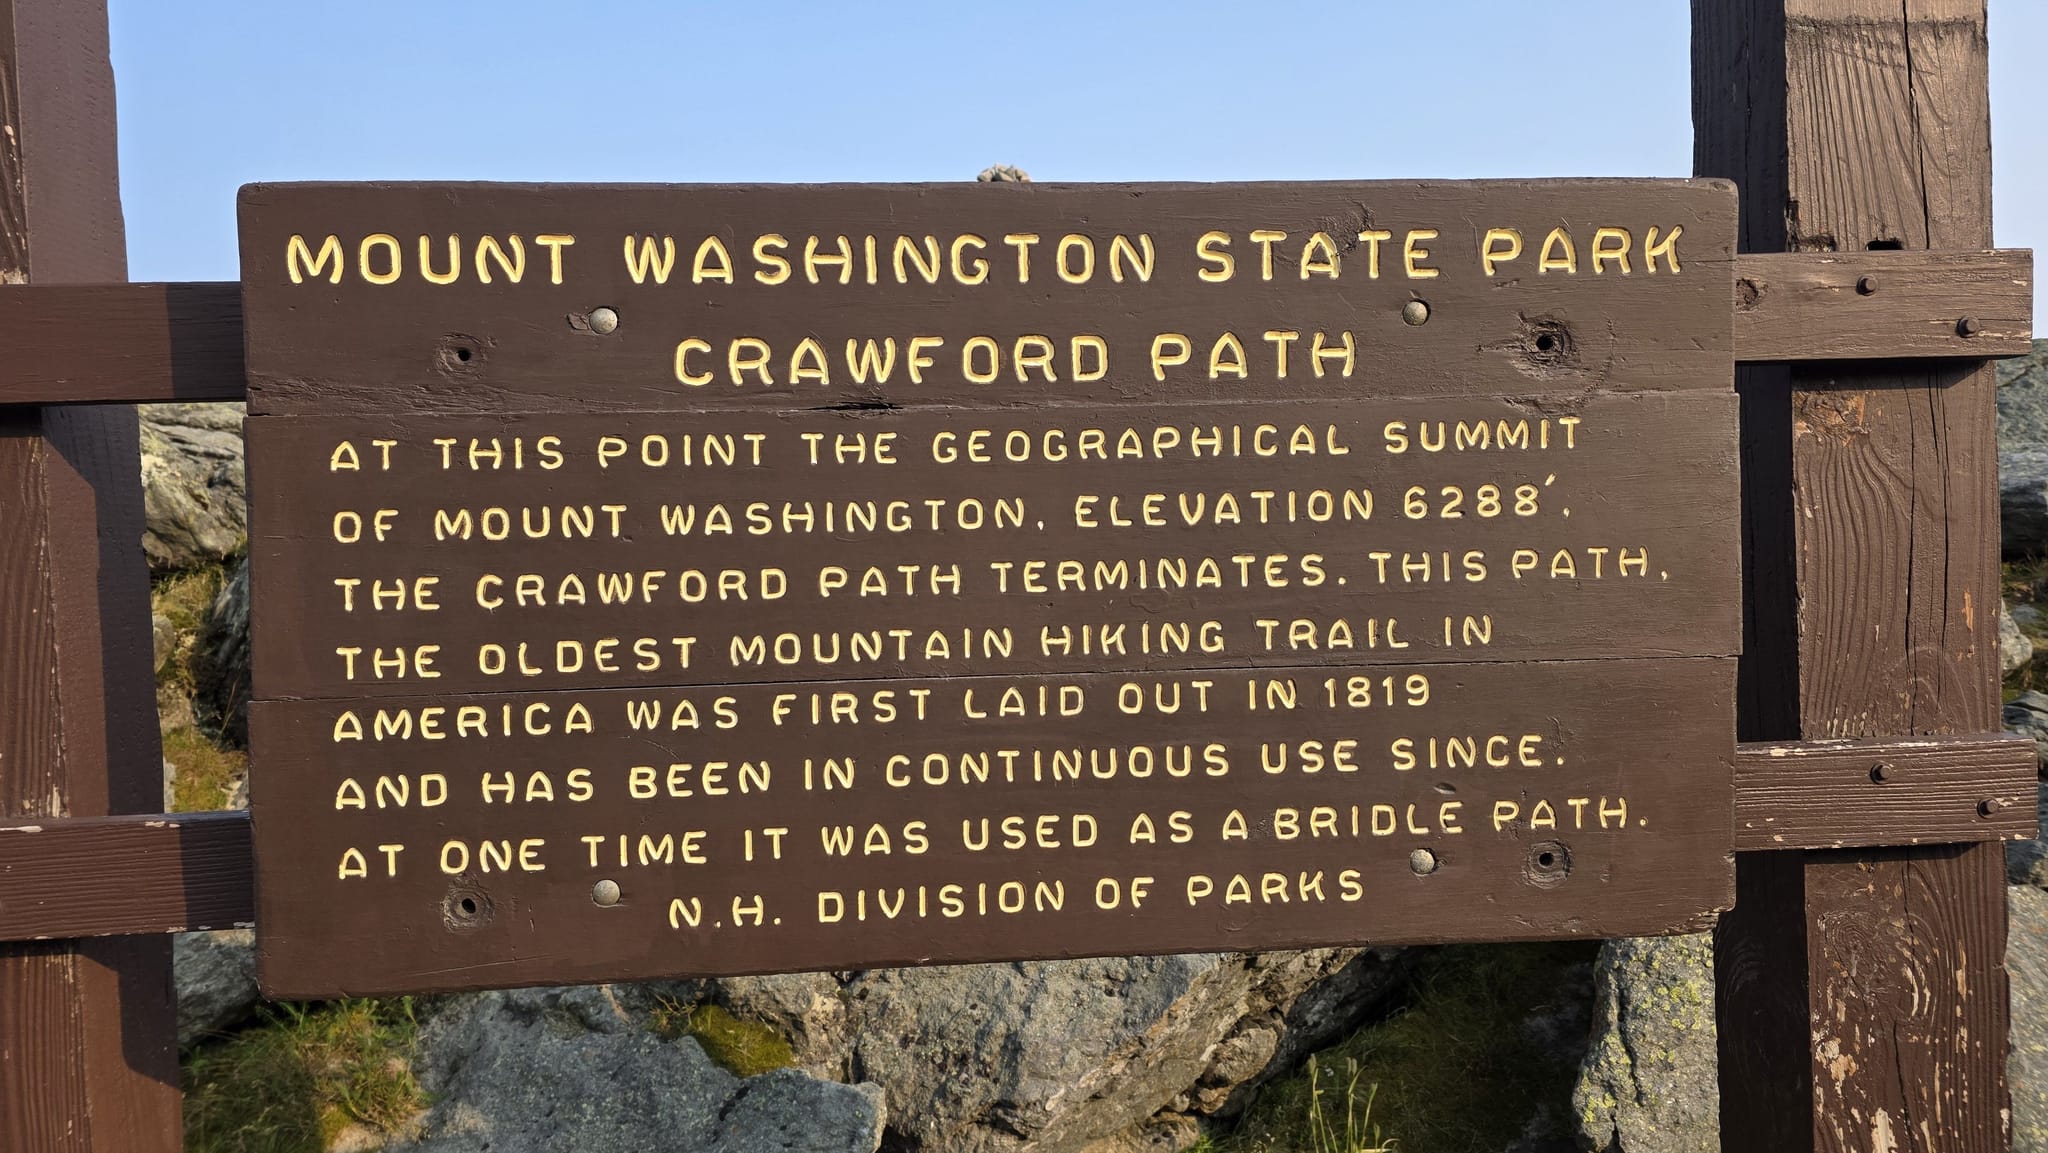 MOUNT WASHINGTON STATE PARK
CRAWFORD PATH
AT THIS POINT THE GEOGRAPHICAL SUMMIT
OF MOUNT WASHINGTON, ELEVATION 6288',
THE CRAWFORD PATH TERMINATES. THIS PATH,
THE OLDEST MOUNTAIN HIKING TRAIL IN
AMERICA WAS FIRST LAID OUT IN 1819
AND HAS BEEN IN CONTINUOUS USE SINCE.
AT ONE TIME IT WAS USED AS A BRIDLE PATH.
N.H. DIVISION OF PARKS